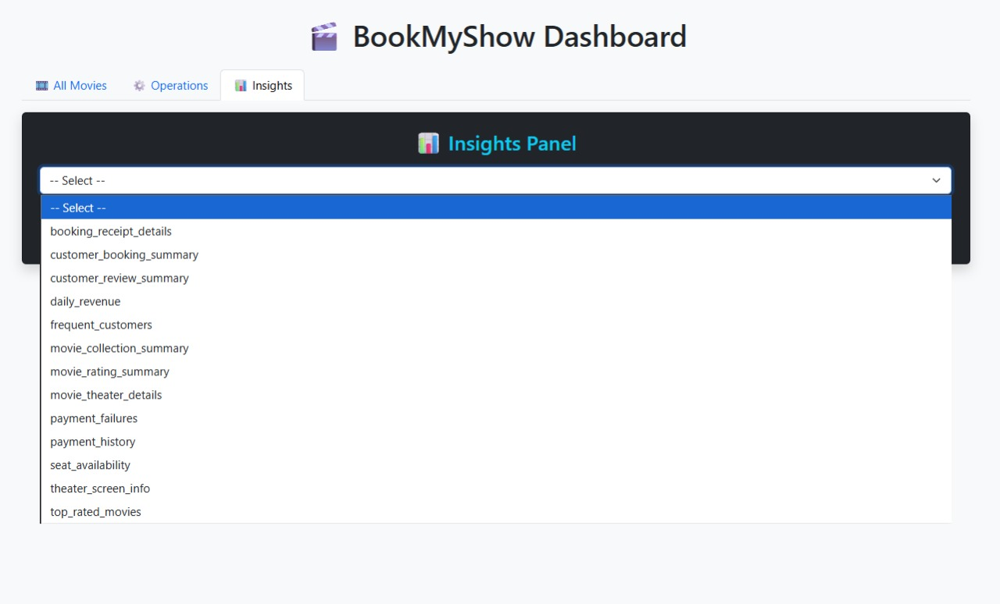 BookMyShow Dashboard
All Movies Operations Insights
Insights Panel
-- Select --
-- Select --
booking_receipt_details
customer_booking_summary
customer_review_summary
daily_revenue
frequent_customers
movie_collection_summary
movie_rating_summary
movie_theater_details
payment_failures
payment_history
seat_availability
theater_screen_info
top_rated_movies